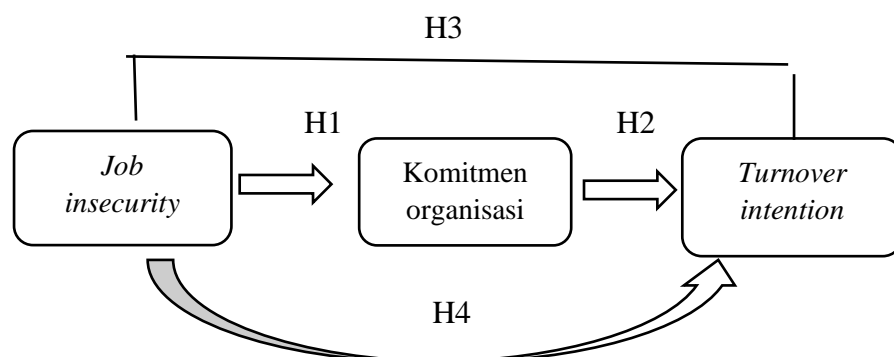 H3
H1
H2
Job
insecurity
Komitmen
organisasi
Turnover
intention
H4